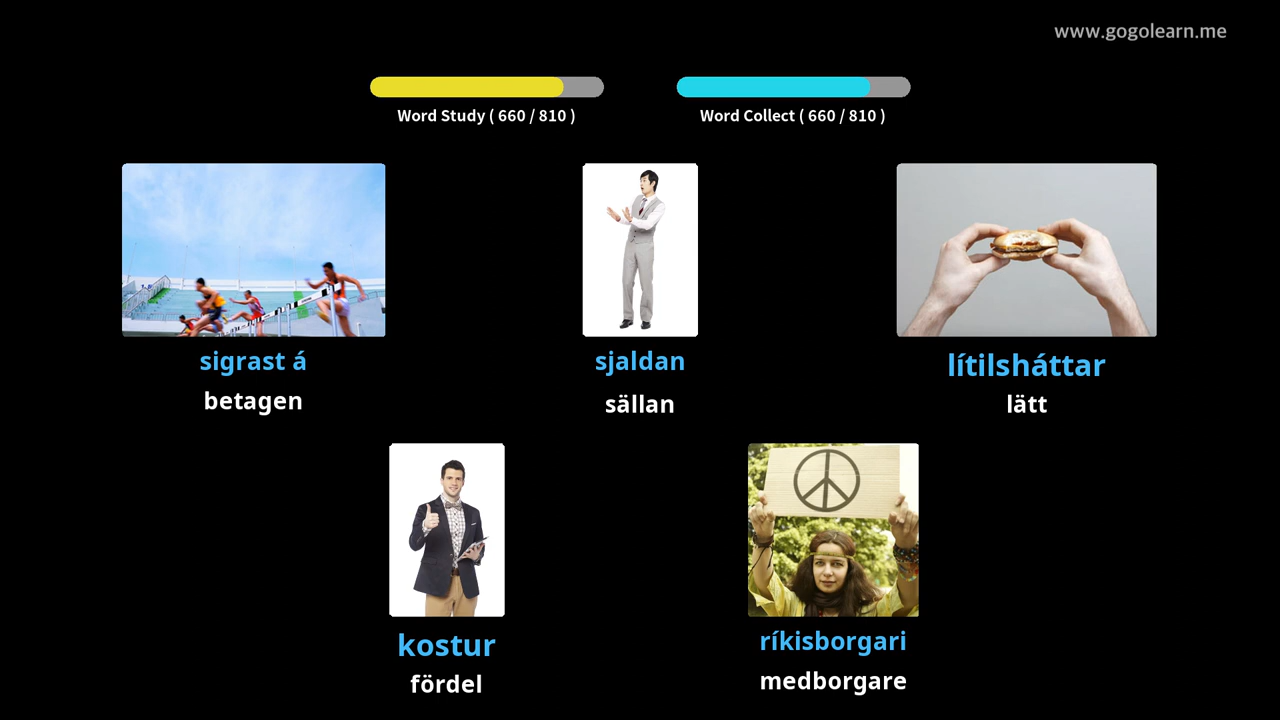 www.gogolearn.me
Word Study ( 660 / 810 )
Word Collect ( 660 / 810 )
sigrast á
betagen
sjaldan
sällan
lítilsháttar
lätt
kostur
fördel
ríkisborgari
medborgare